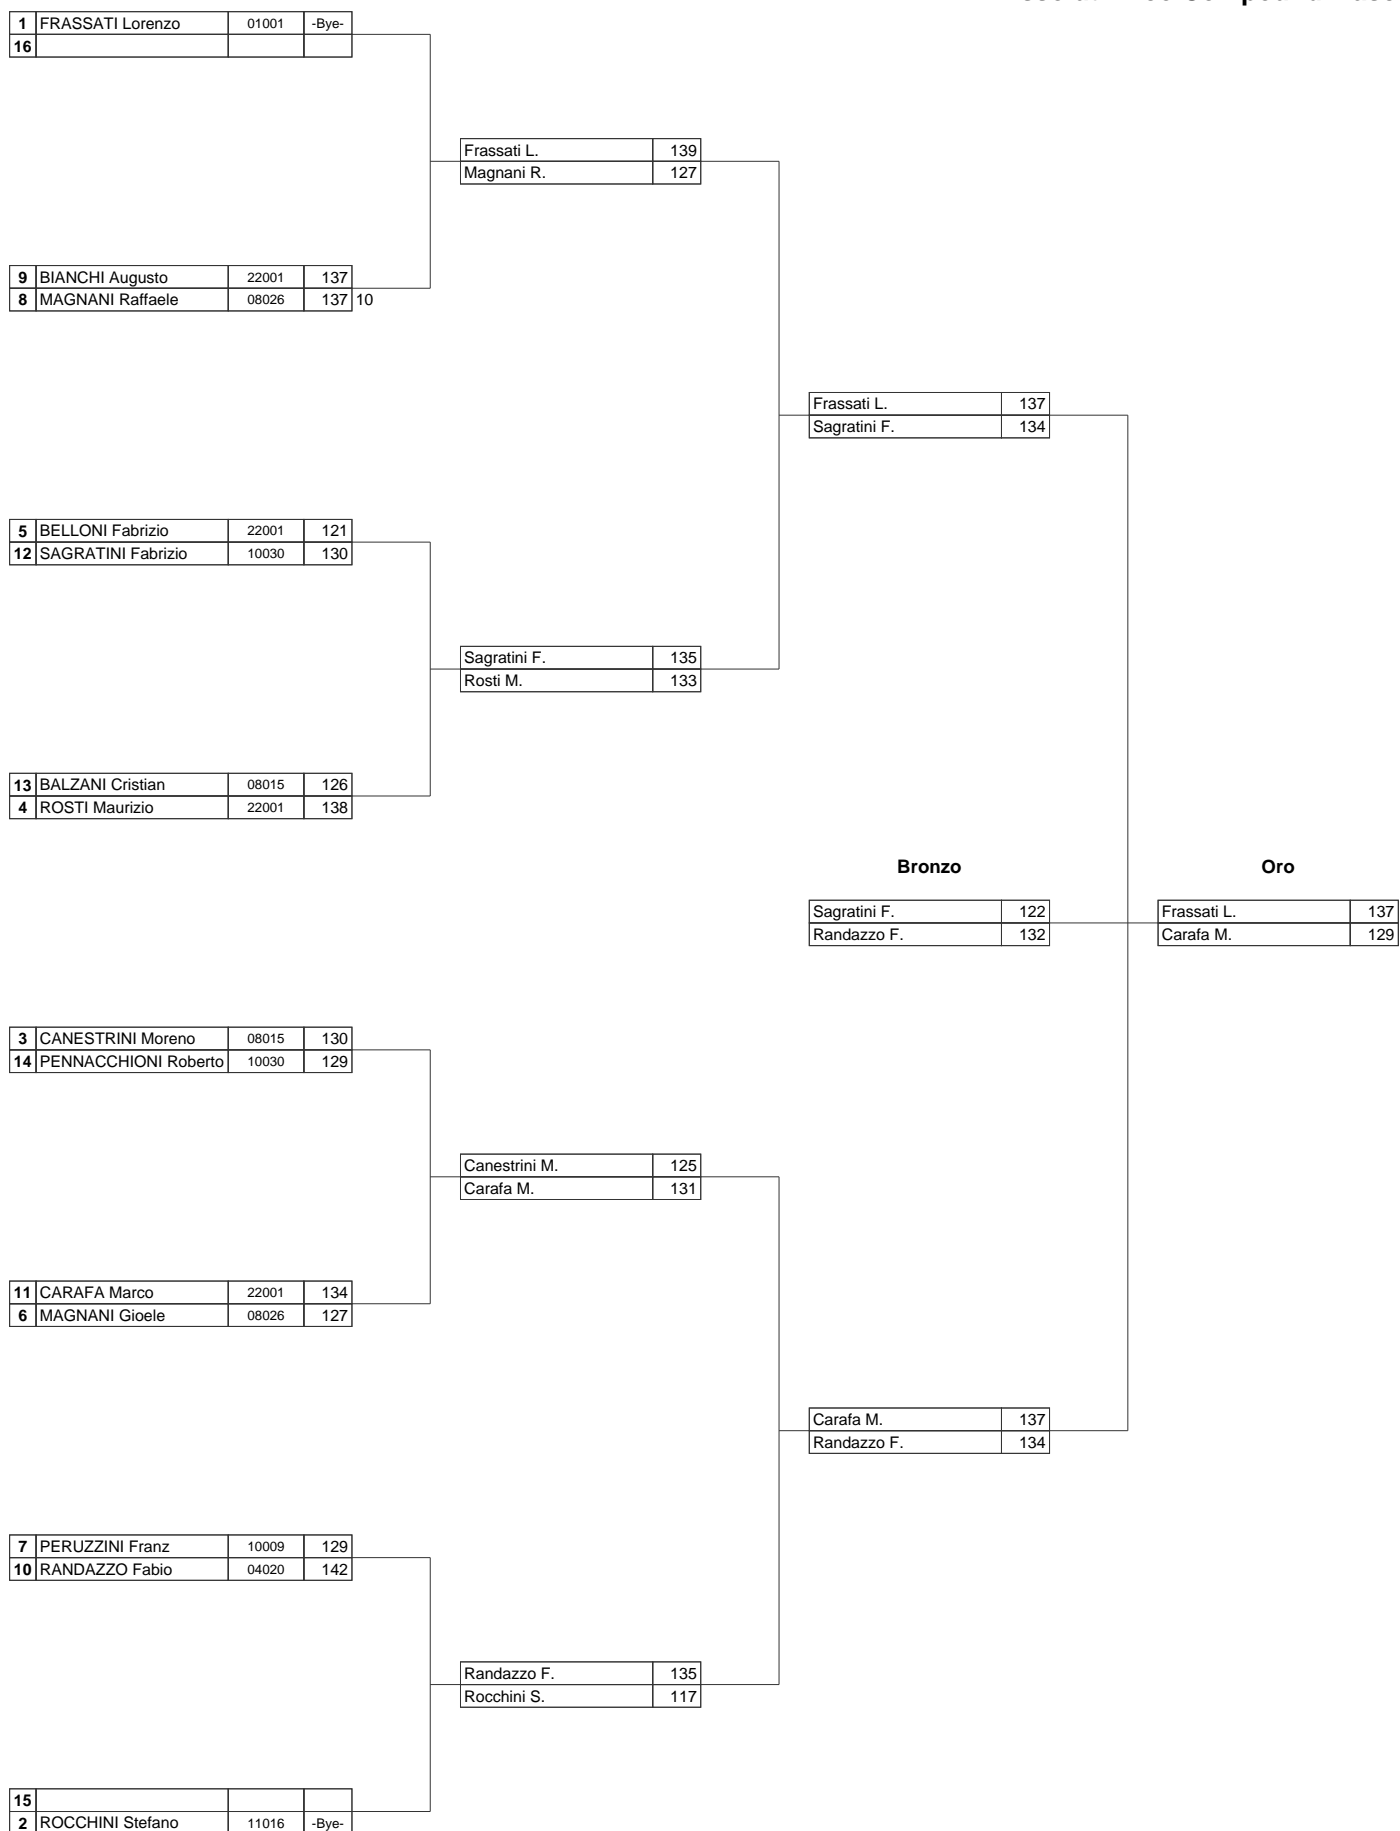 1 FRASSATI Lorenzo 01001 -Bye-
16
Frassati L. 139
Magnani R. 127
9 BIANCHI Augusto 22001 137
8 MAGNANI Raffaele 08026 137 10
Frassati L. 137
Sagratini F. 134
5 BELLONI Fabrizio 22001 121
12 SAGRATINI Fabrizio 10030 130
Sagratini F. 135
Rosti M. 133
13 BALZANI Cristian 08015 126
4 ROSTI Maurizio 22001 138
Bronzo Oro
Sagratini F. 122 Frassati L. 137
Randazzo F. 132 Carafa M. 129
3 CANESTRINI Moreno 08015 130
14 PENNACCHIONI Roberto 10030 129
Canestrini M. 125
Carafa M. 131
11 CARAFA Marco 22001 134
6 MAGNANI Gioele 08026 127
Carafa M. 137
Randazzo F. 134
7 PERUZZINI Franz 10009 129
10 RANDAZZO Fabio 04020 142
Randazzo F. 135
Rocchini S. 117
15
2 ROCCHINI Stefano 11016 -Bye-